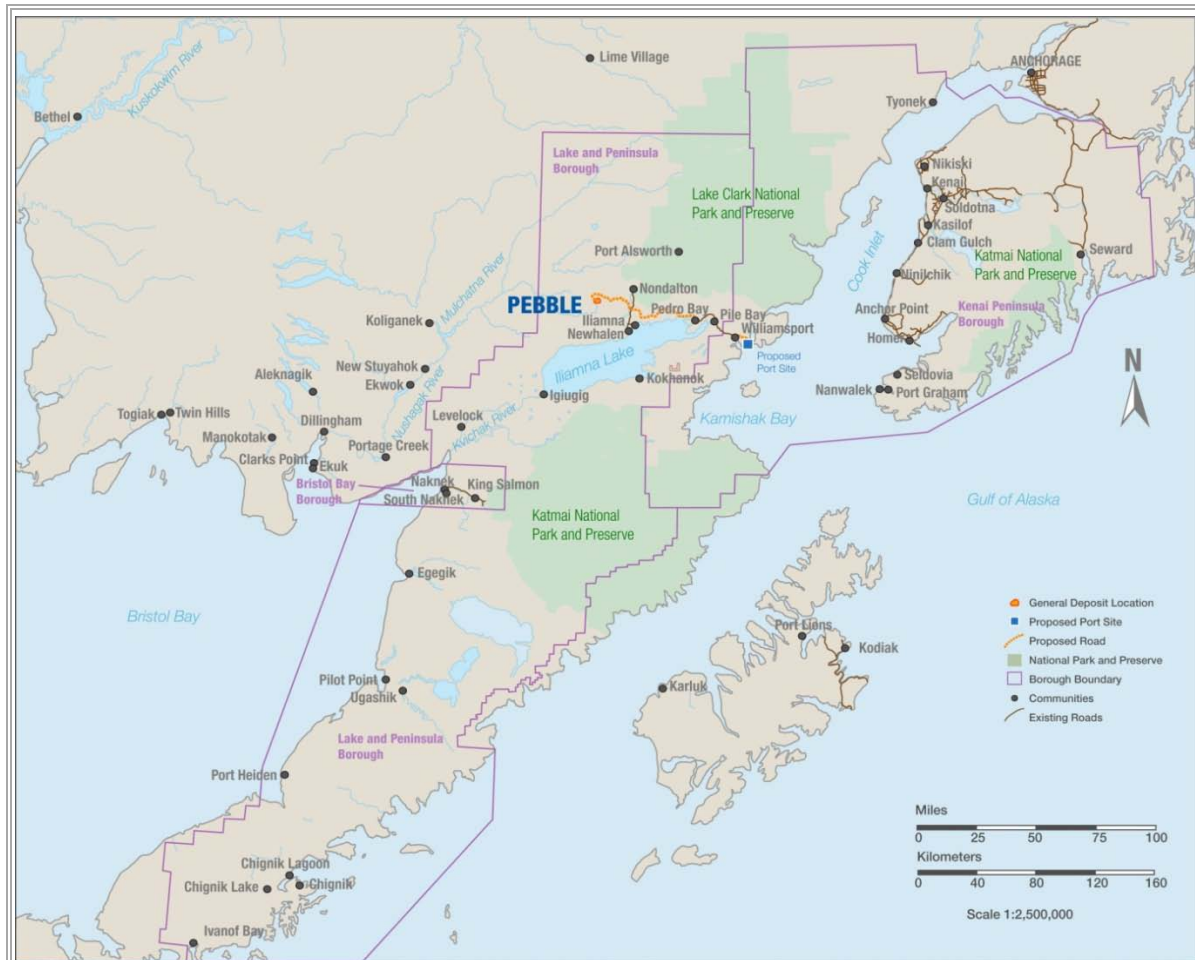 Lime Village
ANCHORAGE
Kuskokwim River
Bethel
Tyonek
Lake and Peninsula
Borough
Nikiski
Kenai
Lake Clark National
Park and Preserve
Soldotna
Kasilof
Port Alsworth
Clam Gulch
Seward
Cook Inlet
Katmai National
Park and Preserve
Mulchatna River
Ninilchik
Nondalton
PEBBLE
Kenai Peninsula
Borough
Pedro Bay
Pile Bay
Anchor Point
Koliganek
Iliamna
Newhalen
Williamsport
Homer
Proposed
Port Site
Iliamna Lake
N
New Stuyahok
Aleknagik
Ekwok
Kokhanok
Seldovia
Nanwalek
Port Graham
Igiugig
Togiak
Twin Hills
Nushagak River
Kamishak Bay
Dillingham
Levelock
Kvichak River
Manokotak
Portage Creek
Clarks Point
Ekuk
Bristol Bay
Borough
Naknek
King Salmon
South Naknek
Gulf of Alaska
Katmai National
Park and Preserve
Egegik
Bristol Bay
General Deposit Location
Proposed Port Site
Proposed Road
National Park and Preserve
Borough Boundary
Communities
Existing Roads
Port Lions
Kodiak
Pilot Point
Ugashik
Karluk
Lake and Peninsula
Borough
Port Heiden
Miles
0 25 50 75 100
Kilometers
0 40 80 120 160
Scale 1:2,500,000
Chignik Lagoon
Chignik Lake
Chignik
Ivanof Bay